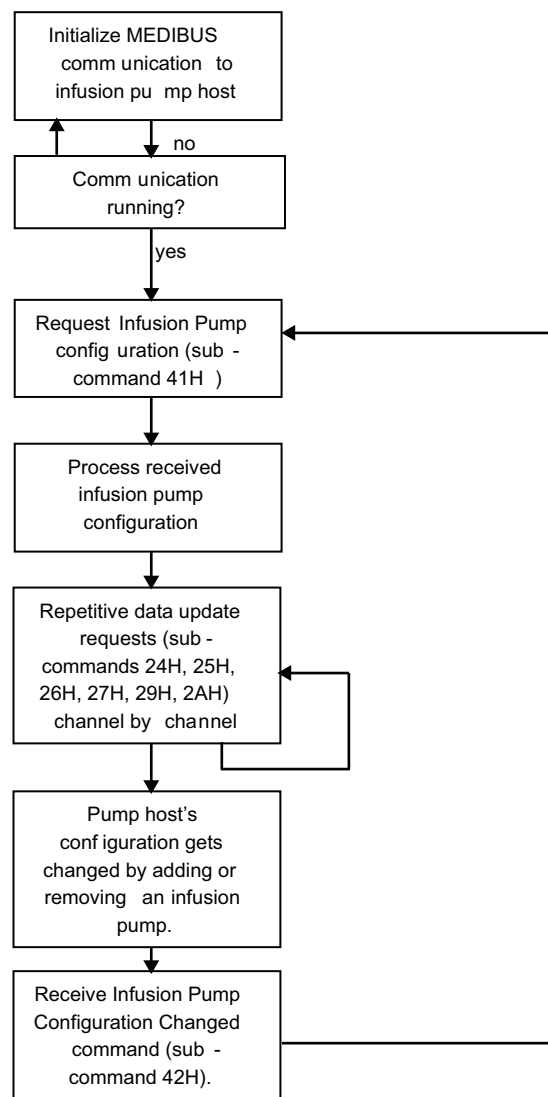 Initialize MEDIBUS
comm unication to
infusion pu mp host
no
Comm unication
running?
yes
Request Infusion Pump
config uration (sub -
command 41H )
Process received
infusion pump
configuration
Repetitive data update
requests (sub -
commands 24H, 25H,
26H, 27H, 29H, 2AH)
channel by channel
Pump host's
conf iguration gets
changed by adding or
removing an infusion
pump.
Receive Infusion Pump
Configuration Changed
command (sub -
command 42H).